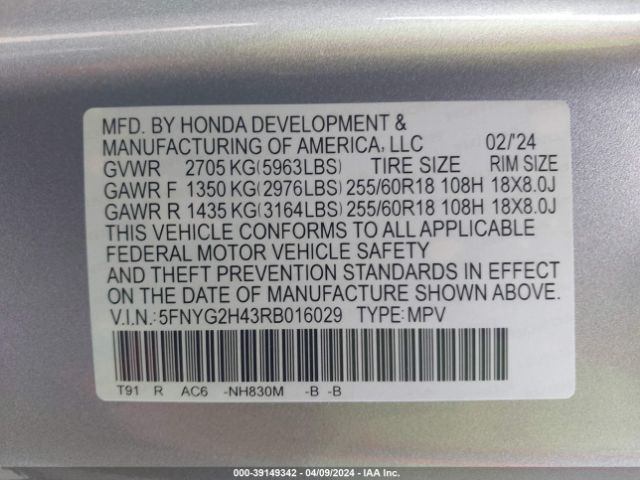 MFD. BY HONDA DEVELOPMENT &
MANUFACTURING OF AMERICA, LLC 02/'24
GVWR 2705 KG(5963LBS) TIRE SIZE RIM SIZE
GAWR F 1350 KG(2976LBS) 255/60R18 108H 18X8.0J
GAWR R 1435 KG(3164LBS) 255/60R18 108H 18X8.0J
THIS VEHICLE CONFORMS TO ALL APPLICABLE
FEDERAL MOTOR VEHICLE SAFETY
AND THEFT PREVENTION STANDARDS IN EFFECT
ON THE DATE OF MANUFACTURE SHOWN ABOVE.
V.I.N.:5FNYG2H43RB016029 TYPE:MPV
T91 R AC6 -NH830M -B -B
000-39149342 - 04/09/2024 - IAA Inc.